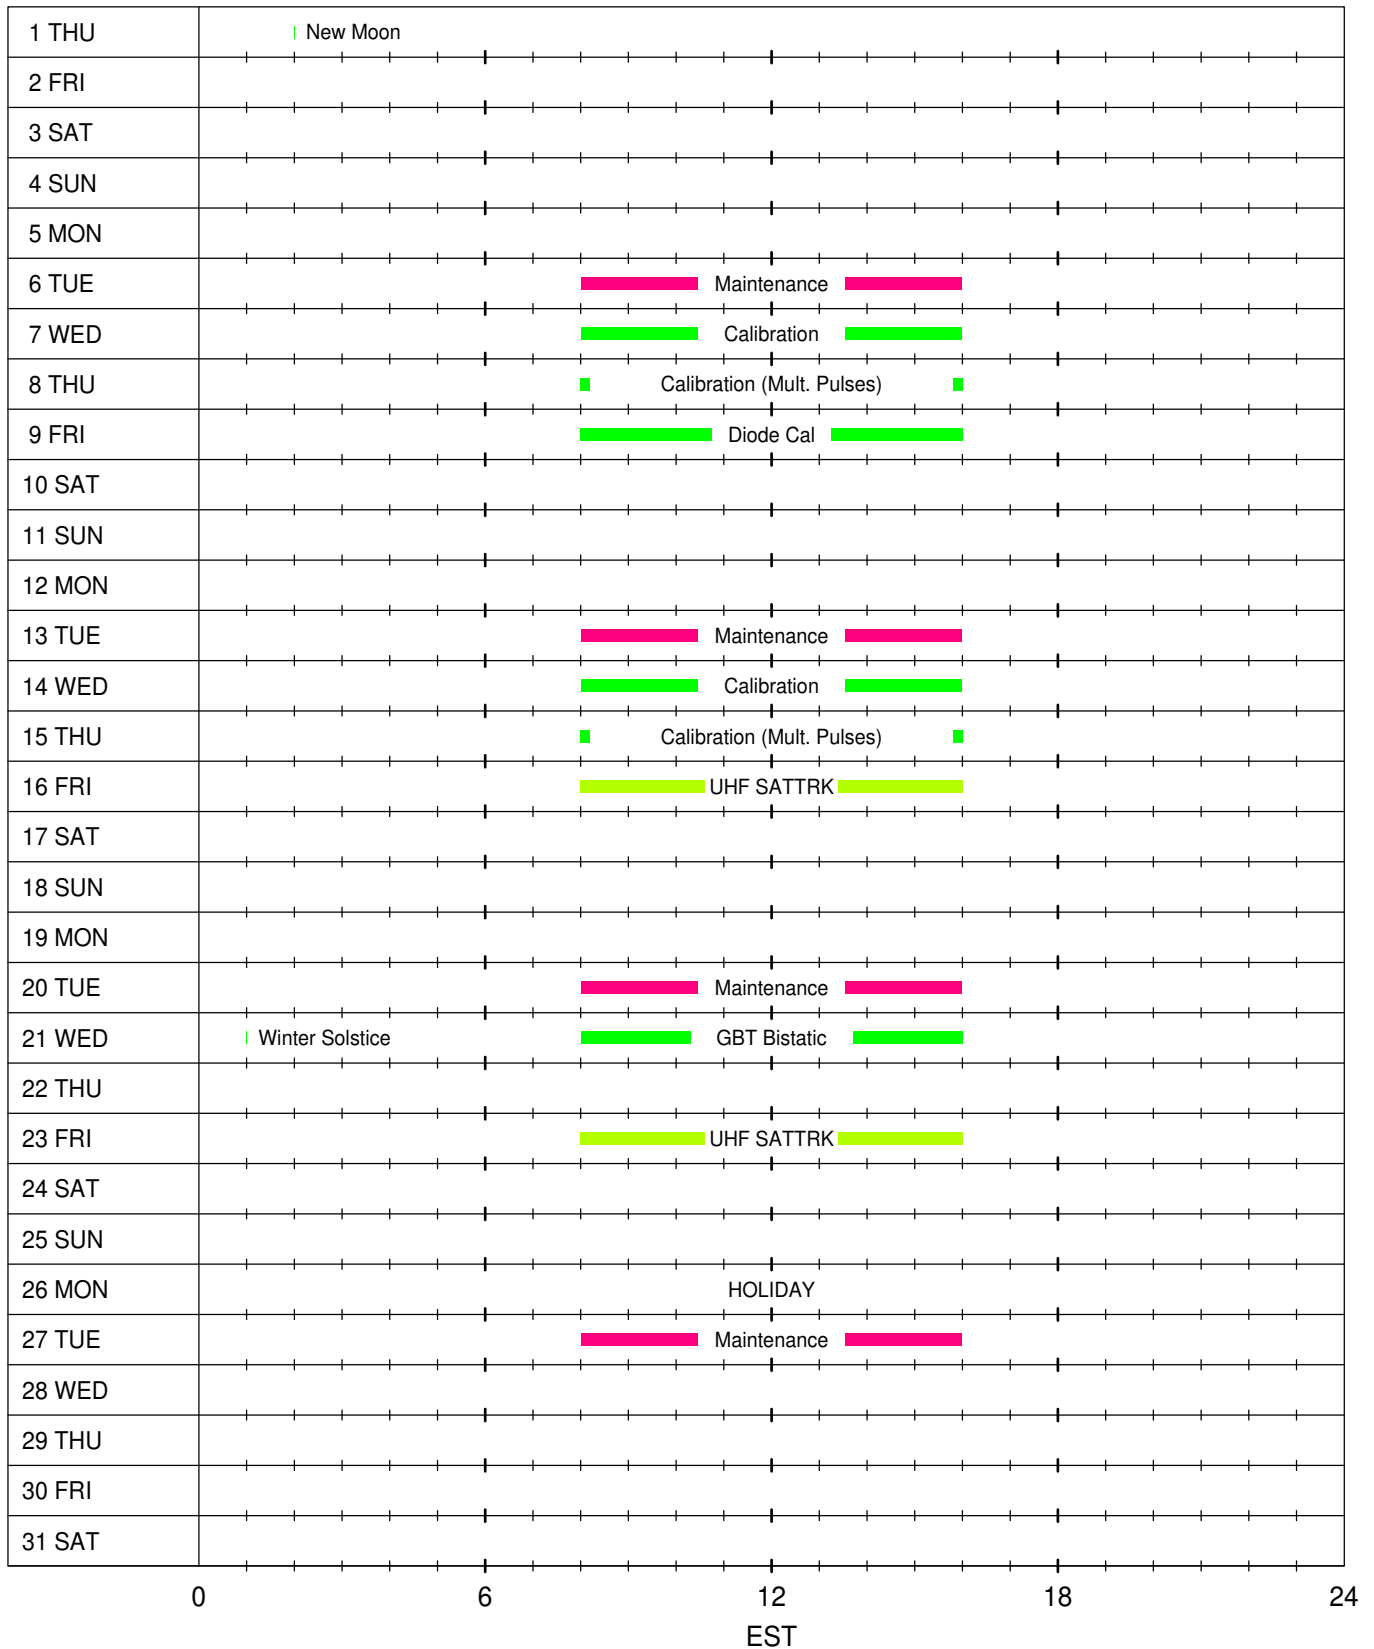 1 THU New Moon
2 FRI
3 SAT
4 SUN
5 MON
6 TUE Maintenance
7 WED Calibration
8 THU Calibration (Mult. Pulses)
9 FRI Diode Cal
10 SAT
11 SUN
12 MON
13 TUE Maintenance
14 WED Calibration
15 THU Calibration (Mult. Pulses)
16 FRI UHF SATTRK
17 SAT
18 SUN
19 MON
20 TUE Maintenance
21 WED Winter Solstice GBT Bistatic
22 THU
23 FRI UHF SATTRK
24 SAT
25 SUN
26 MON HOLIDAY
27 TUE Maintenance
28 WED
29 THU
30 FRI
31 SAT
0 6 12 18 24
EST